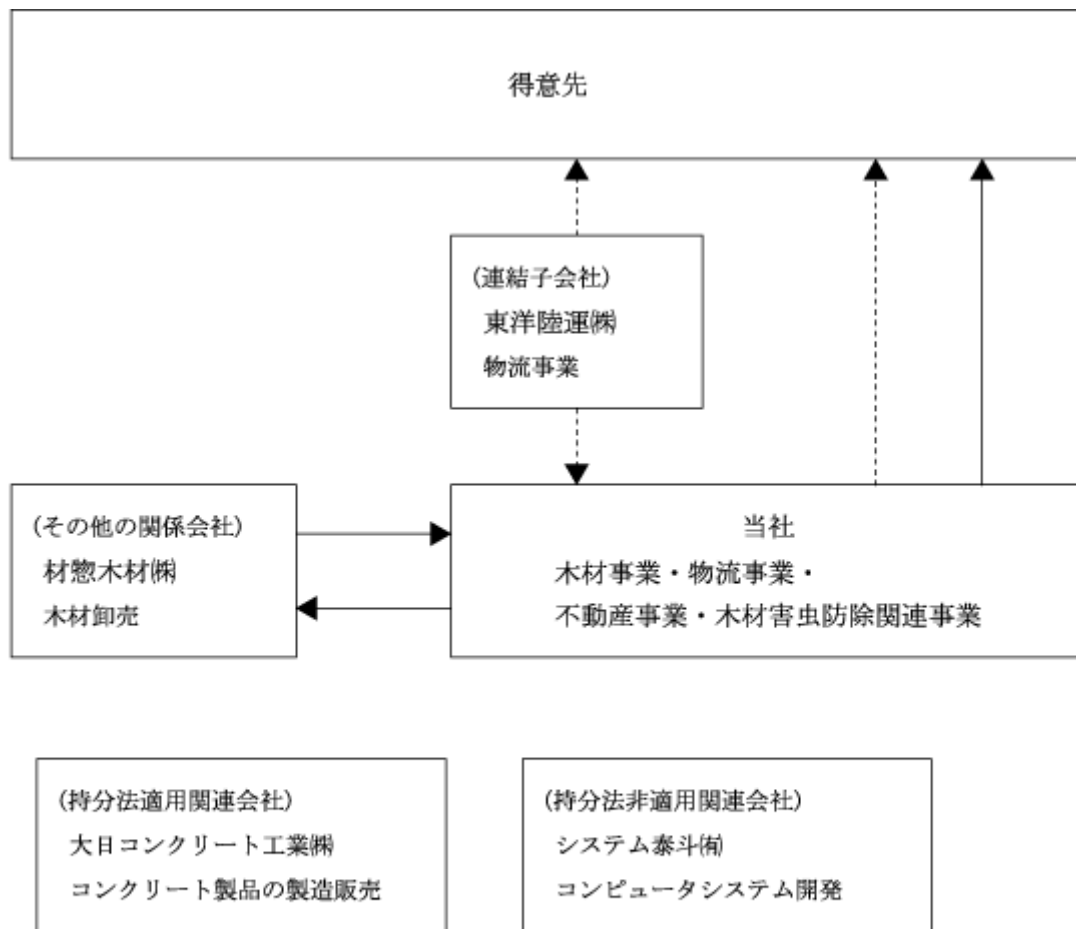 得意先
(連結子会社)
東洋陸運㈱
物流事業
(その他の関係会社)
材惣木材㈱
木材卸売
当社
木材事業・物流事業・
不動産事業・木材害虫防除関連事業
(持分法適用関連会社)
大日コンクリート工業㈱
コンクリート製品の製造販売
(持分法非適用関連会社)
システム泰斗㈲
コンピュータシステム開発